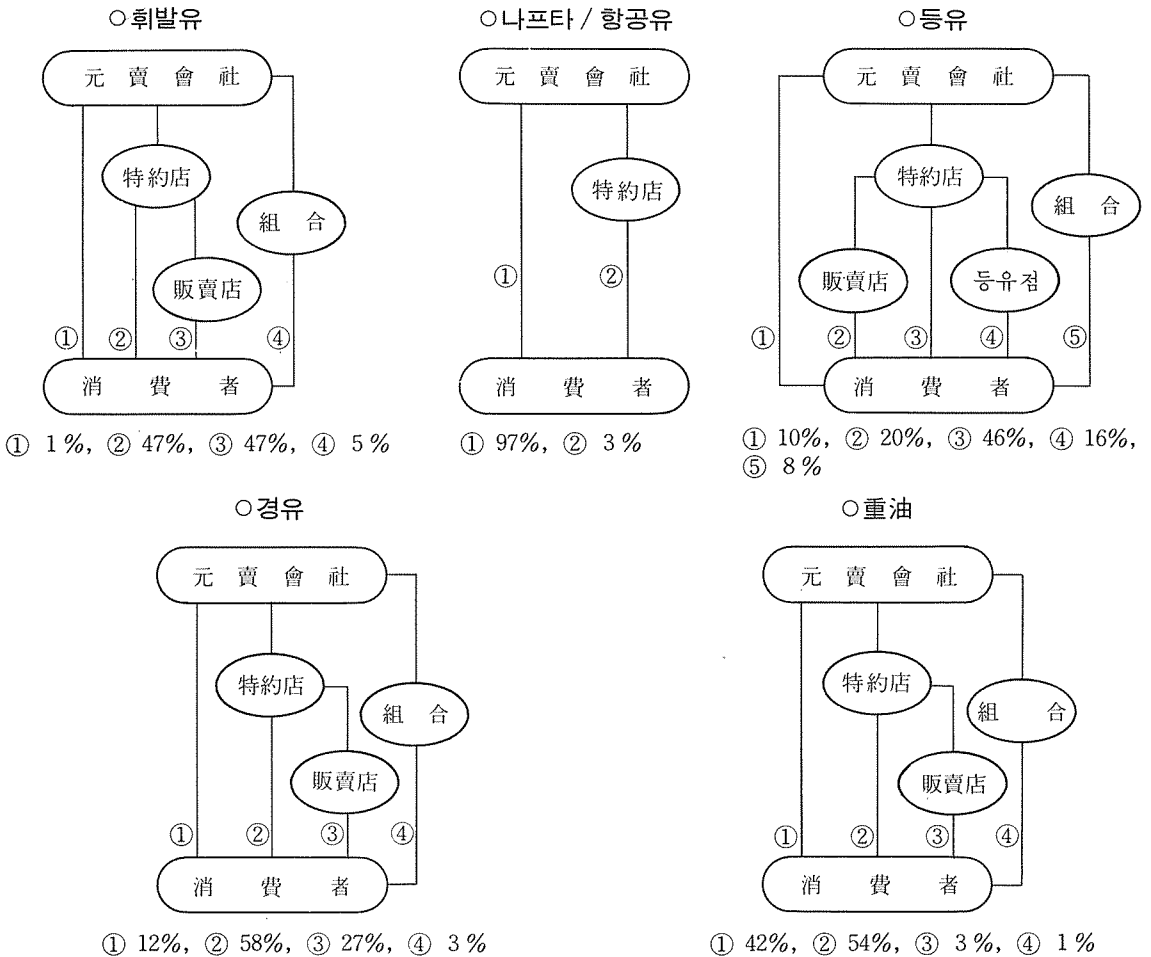 ○휘발유
元賣會社
特約店
組 合
販賣店
① ② ③ ④
消 費 者
① 1%, ② 47%, ③ 47%, ④ 5%
○나프타 / 항공유
元賣會社
特約店
① ②
消 費 者
① 97%, ② 3%
○등유
元賣會社
特約店
組 合
販賣店 등유점
① ② ③ ④ ⑤
消 費 者
① 10%, ② 20%, ③ 46%, ④ 16%,
⑤ 8%
○경유
元賣會社
特約店
組 合
販賣店
① ② ③ ④
消 費 者
① 12%, ② 58%, ③ 27%, ④ 3%
○重油
元賣會社
特約店
組 合
販賣店
① ② ③ ④
消 費 者
① 42%, ② 54%, ③ 3%, ④ 1%